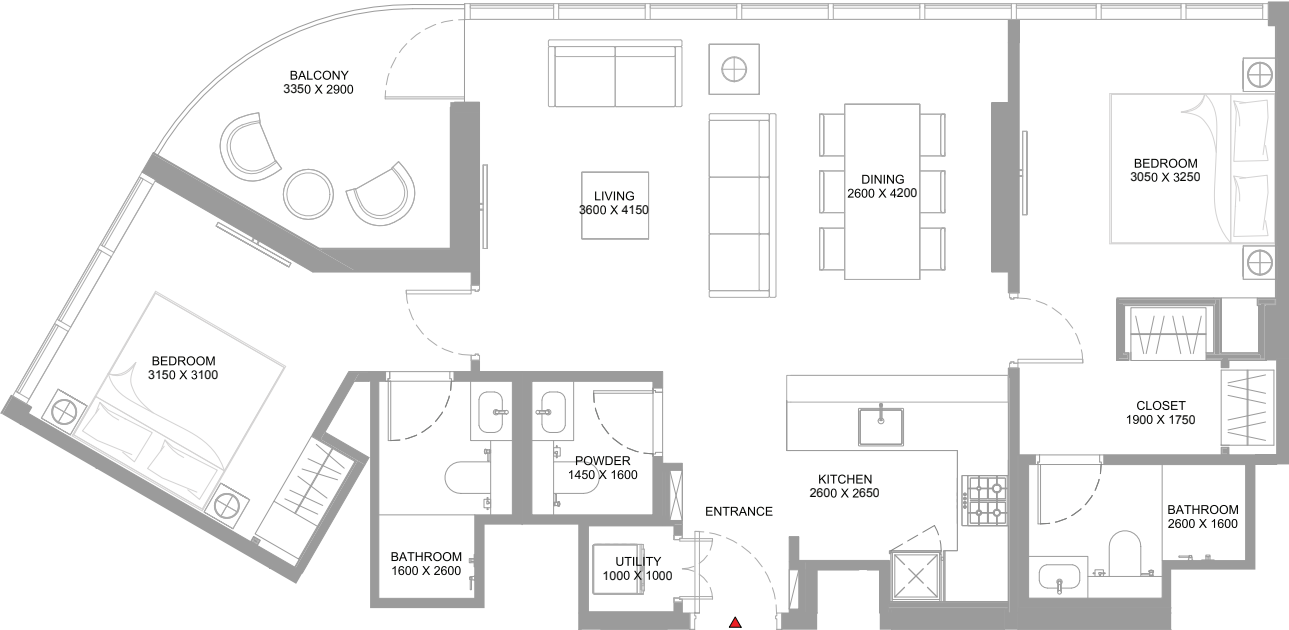 BALCONY
3350 X 2900
LIVING
3600 X 4150
DINING
2600 X 4200
BEDROOM
3050 X 3250
BEDROOM
3150 X 3100
CLOSET
1900 X 1750
POWDER
1450 X 1600
KITCHEN
2600 X 2650
ENTRANCE
BATHROOM
2600 X 1600
BATHROOM
1600 X 2600
UTILITY
1000 X 1000